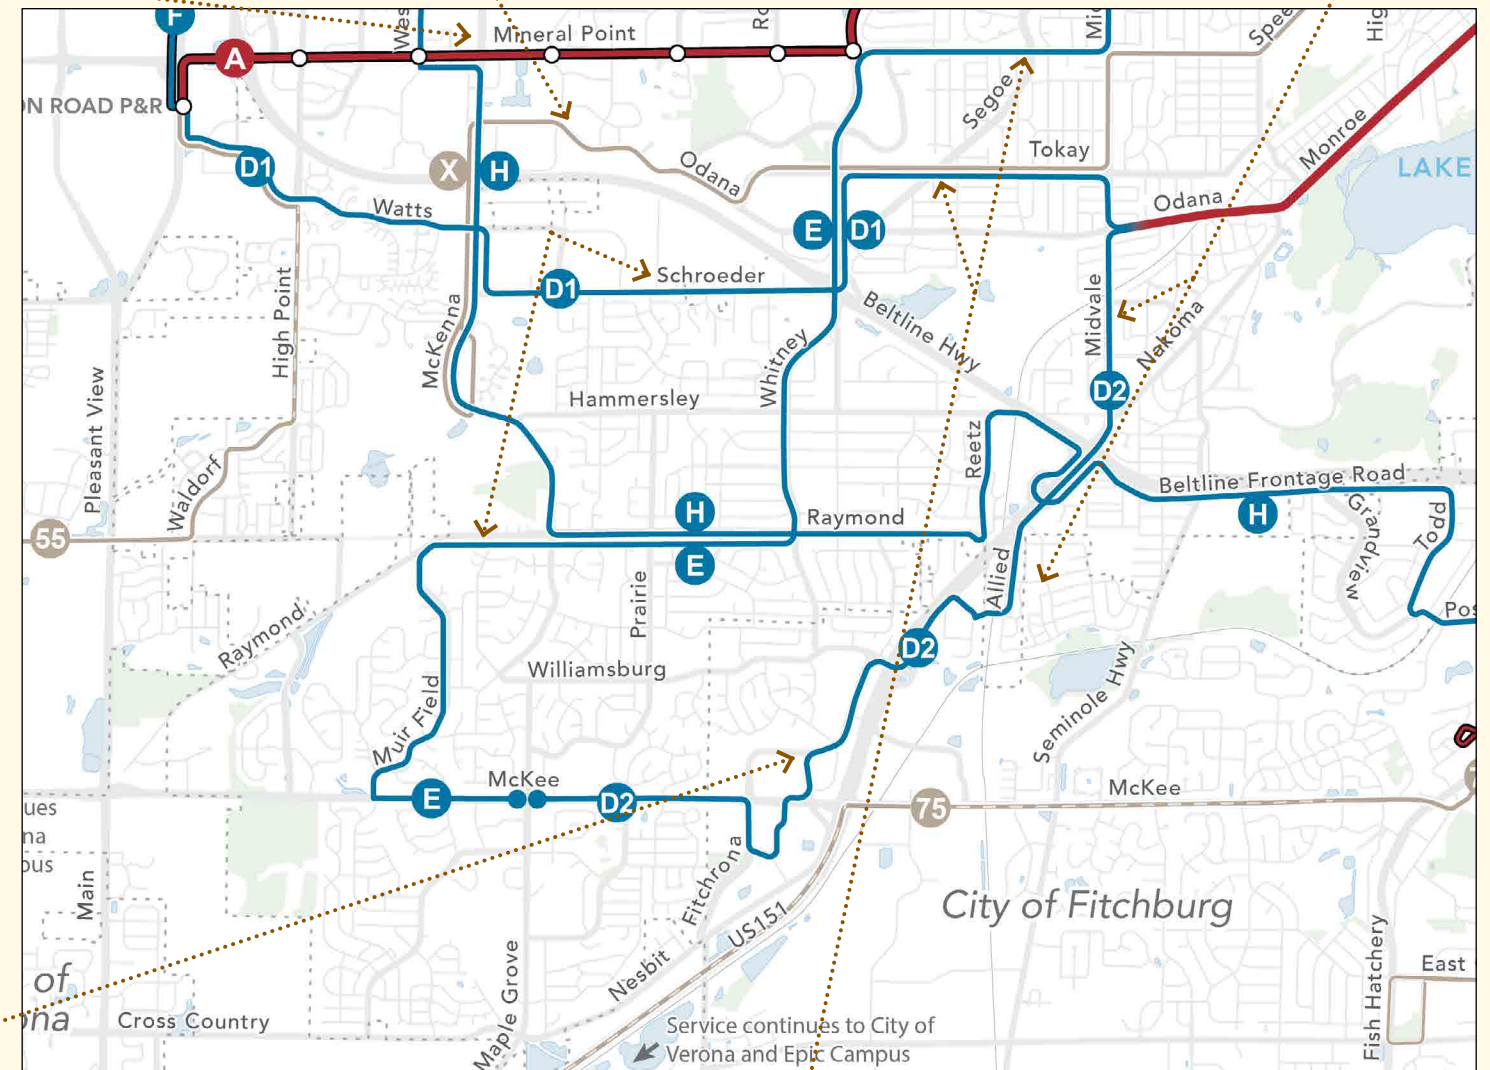 F
Mineral Point
A
ON ROAD P&R
Segoe
Tokay
Monroe
LAKE
D1
X
H
Odana
Watts
Odana
E
D1
Schroeder
D1
High Point
McKenna
Beltline Hwy
Midvale
Nakoma
Whitney
Pleasant View
Hammersley
D2
Reetz
Waldorf
Beltline Frontage Road
55
H
Raymond
H
Grandview
Todd
E
Allied
Prairie
Raymond
D2
Williamsburg
Seminole Hwy
Muir Field
McKee
McKee
E
D2
75
Main
Fitchrona
US151
City of Fitchburg
Nesbit
Maple Grove
Fish Hatchery
East
of
Cross Country
Service continues to City of
Verona and Epic Campus